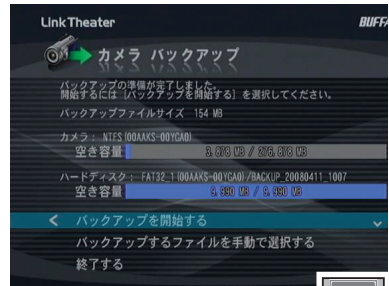 LinkTheater
BUFFA
カメラ バックアップ
バックアップの準備が完了しました。
開始するには [バックアップを開始する] を選択してください。
バックアップファイルサイズ 154 MB
カメラ: NTFS(00AAKS-00YGA0)
空き容量
3.878 MB / 276.878 MB
ハードディスク: FAT32_1(00AAKS-00YGA0)/BACKUP_20080411_1007
空き容量
9.990 MB / 9.990 MB
バックアップを開始する
バックアップするファイルを手動で選択する
終了する